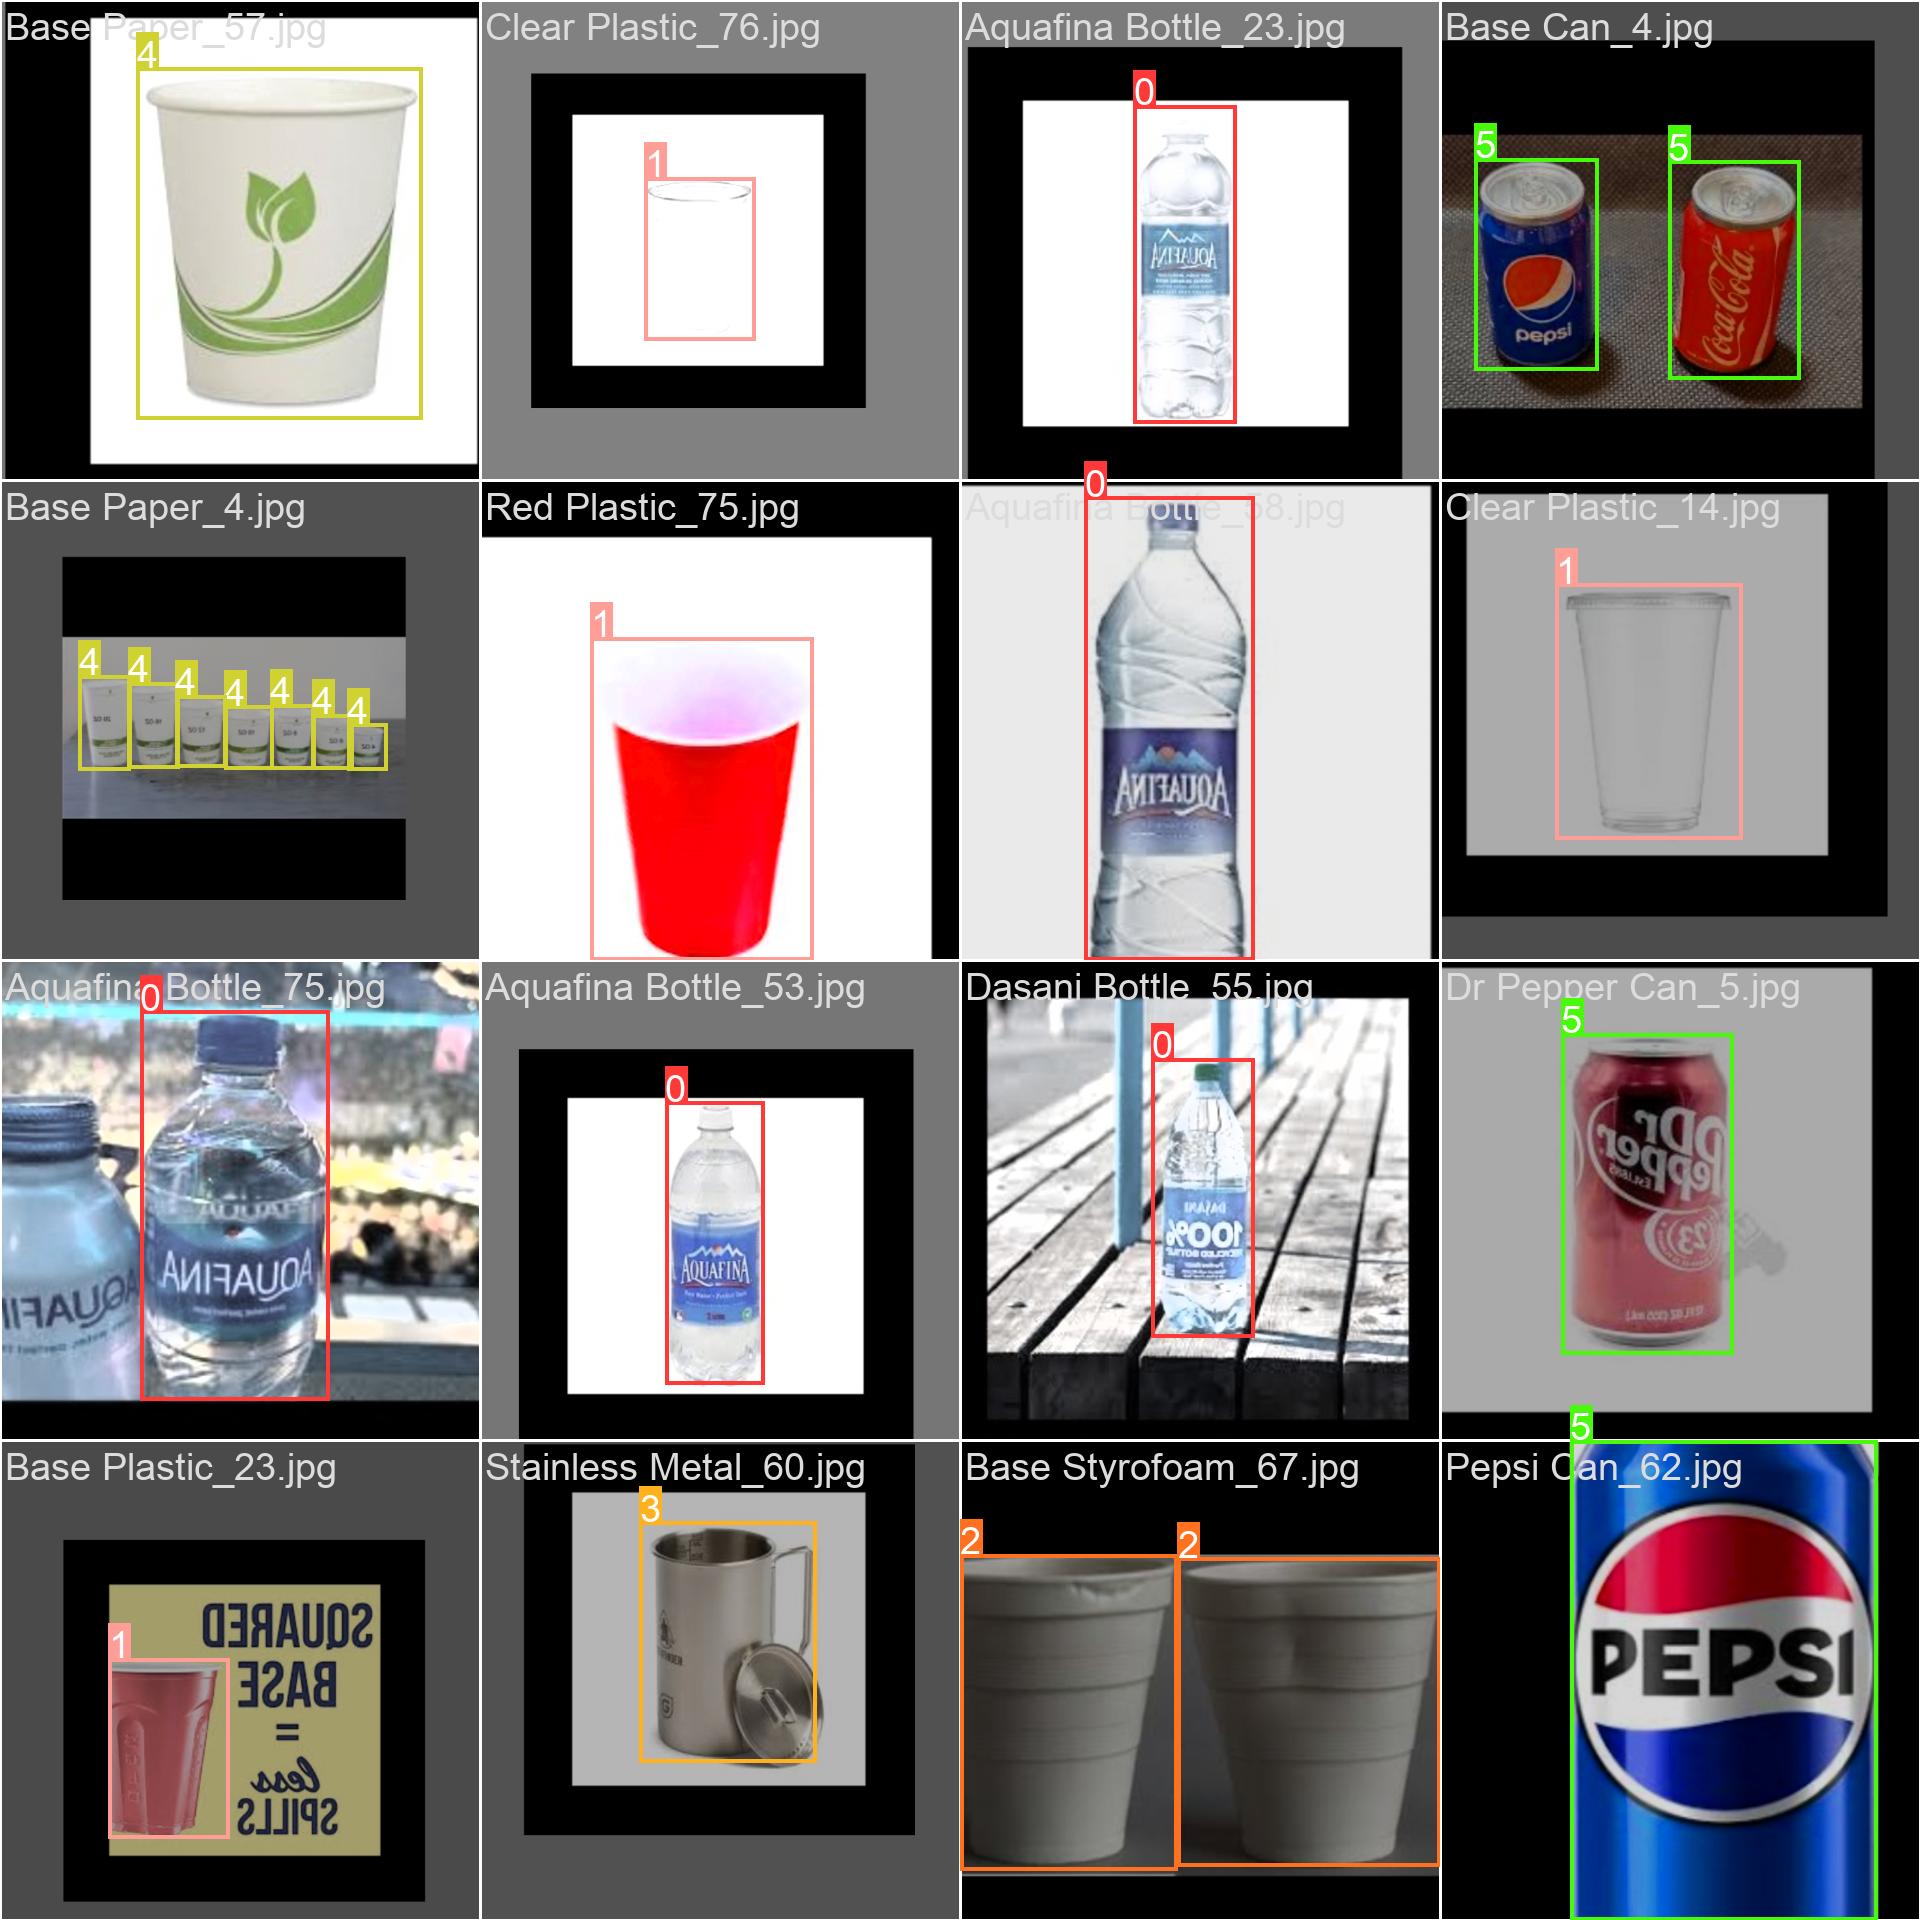 Base Paper_57.jpg
4
Clear Plastic_76.jpg
1
Aquafina Bottle_23.jpg
0
AQUAFINA
Base Can_4.jpg
5
5
pepsi
Coca-Cola
Base Paper_4.jpg
4
4
4
4
4
4
4
Red Plastic_75.jpg
1
Aquafina Bottle_58.jpg
0
AQUAFINA
Clear Plastic_14.jpg
1
Aquafina Bottle_75.jpg
0
AQUAFINA
AQUAFI
Aquafina Bottle_53.jpg
0
AQUAFINA
Dasani Bottle_55.jpg
0
DASANI
100%
RECYCLED BOTTLE
Dr Pepper Can_5.jpg
5
Dr
Pepper
23
Base Plastic_23.jpg
1
SQUARED
BASE
=
less
SPILLS
Stainless Metal_60.jpg
3
Base Styrofoam_67.jpg
2
2
Pepsi Can_62.jpg
5
PEPSI